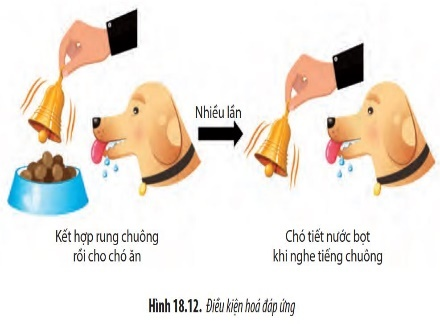 Nhiều lần
Kết hợp rung chuông
rồi cho chó ăn
Chó tiết nước bọt
khi nghe tiếng chuông
Hình 18.12. Điều kiện hoá đáp ứng